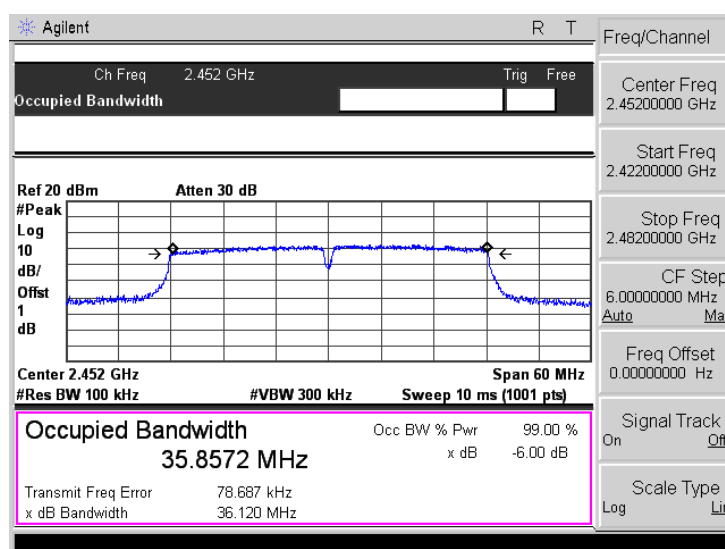 Agilent R T
Ch Freq 2.452 GHz Trig Free
Occupied Bandwidth
Ref 20 dBm Atten 30 dB
#Peak
Log
10
dB/
Offst
1
dB
Center 2.452 GHz Span 60 MHz
#Res BW 100 kHz #VBW 300 kHz Sweep 10 ms (1001 pts)
Occupied Bandwidth
35.8572 MHz
Occ BW % Pwr 99.00 %
x dB -6.00 dB
Transmit Freq Error 78.687 kHz
x dB Bandwidth 36.120 MHz
Freq/Channel
Center Freq
2.45200000 GHz
Start Freq
2.42200000 GHz
Stop Freq
2.48200000 GHz
CF Step
6.00000000 MHz
Auto Ma
Freq Offset
0.00000000 Hz
Signal Track
On Off
Scale Type
Log Lin